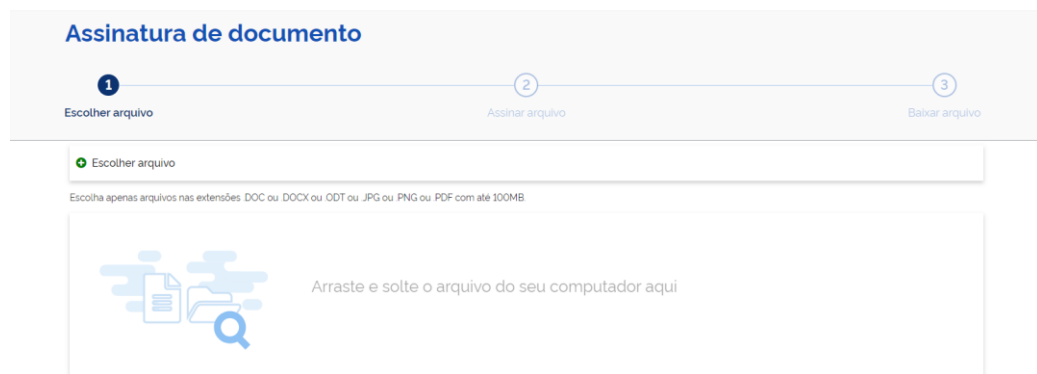 Assinatura de documento
1
2
3
Escolher arquivo
Assinar arquivo
Baixar arquivo
Escolher arquivo
Escolha apenas arquivos nas extensões .DOC ou .DOCX ou .ODT ou .JPG ou .PNG ou .PDF com até 100MB.
Arraste e solte o arquivo do seu computador aqui